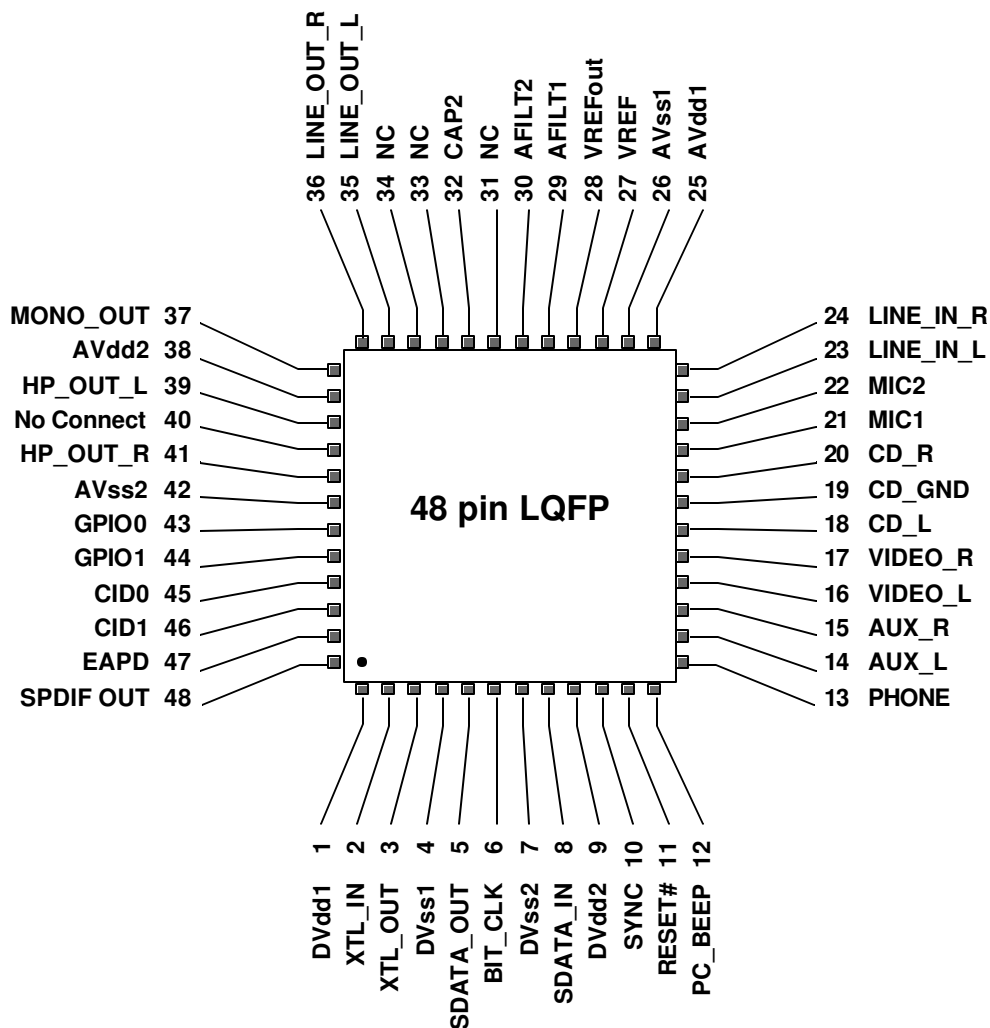 36 LINE_OUT_R
35 LINE_OUT_L
34 NC
33 NC
32 CAP2
31 NC
30 AFILT2
29 AFILT1
28 VREFout
27 VREF
26 AVss1
25 AVdd1
MONO_OUT 37
AVdd2 38
HP_OUT_L 39
No Connect 40
HP_OUT_R 41
AVss2 42
GPIO0 43
GPIO1 44
CID0 45
CID1 46
EAPD 47
SPDIF OUT 48
48 pin LQFP
24 LINE_IN_R
23 LINE_IN_L
22 MIC2
21 MIC1
20 CD_R
19 CD_GND
18 CD_L
17 VIDEO_R
16 VIDEO_L
15 AUX_R
14 AUX_L
13 PHONE
DVdd1 1
XTL_IN 2
XTL_OUT 3
DVss1 4
SDATA_OUT 5
BIT_CLK 6
DVss2 7
SDATA_IN 8
DVdd2 9
SYNC 10
RESET# 11
PC_BEEP 12